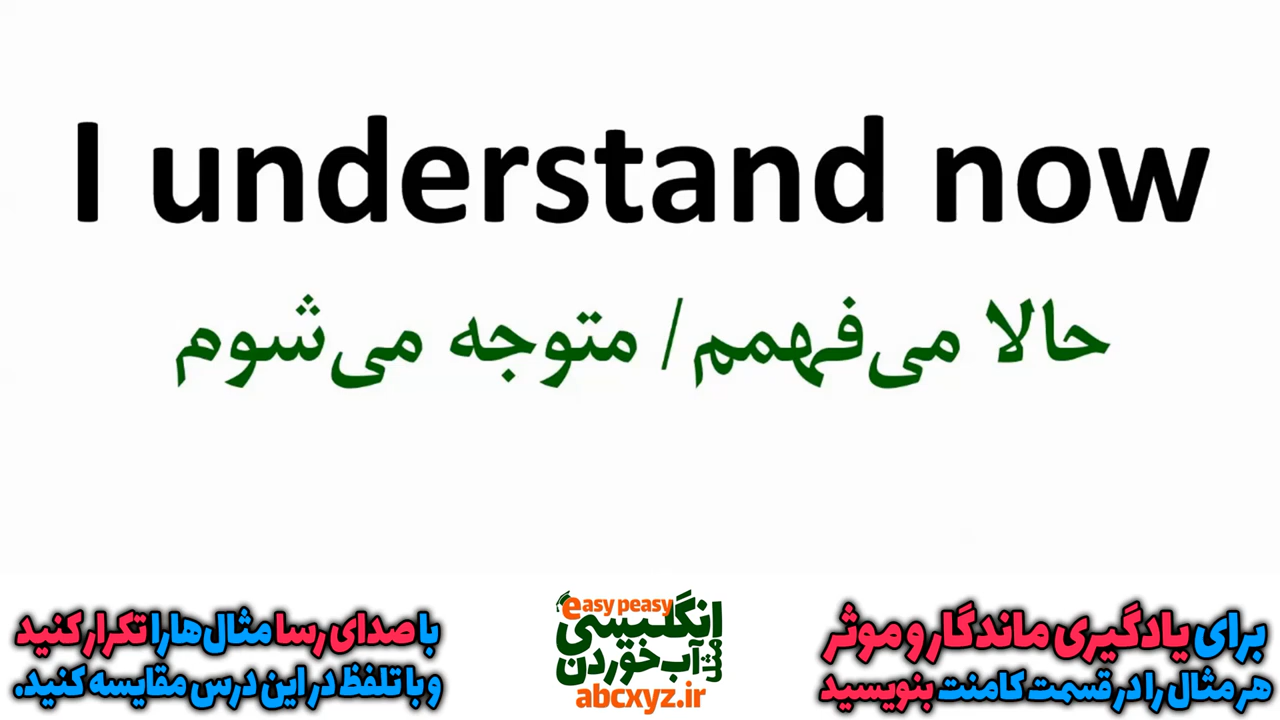 I understand now
حالا می‌فهمم/ متوجه می‌شوم
برای یادگیری ماندگار و موثر
هر مثال را در قسمت کامنت بنویسید
easy peasy
انگلیسی
مثل
آب خوردن
abcxyz.ir
با صدای رسا مثال‌ها را تکرار کنید
و با تلفظ در این درس مقایسه کنید.